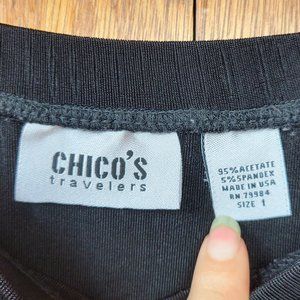 CHICO'S
travelers
95% ACETATE
5% SPANDEX
MADE IN USA
RN 79984
SIZE 1